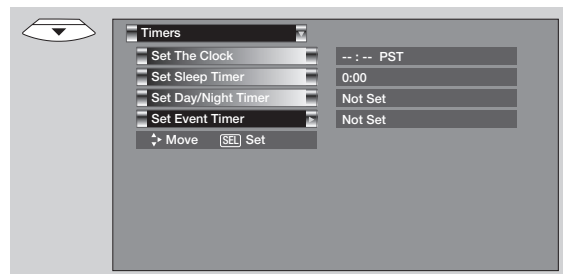 Timers
Set The Clock -- : -- PST
Set Sleep Timer 0:00
Set Day/Night Timer Not Set
Set Event Timer Not Set
Move SEL Set